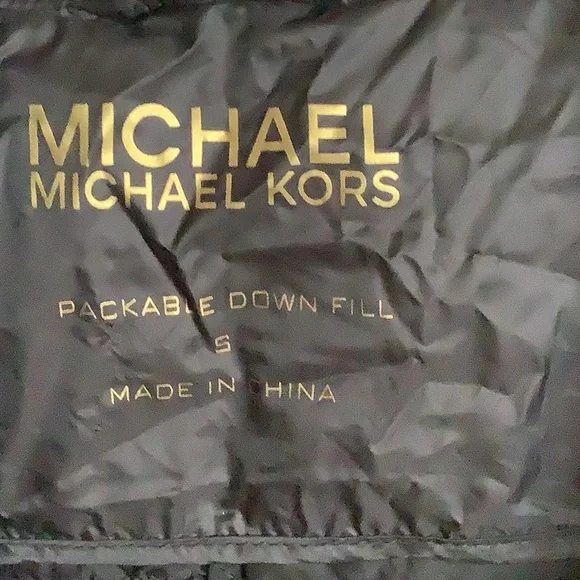 MICHAEL
MICHAEL KORS
PACKABLE DOWN FILL
S
MADE IN CHINA